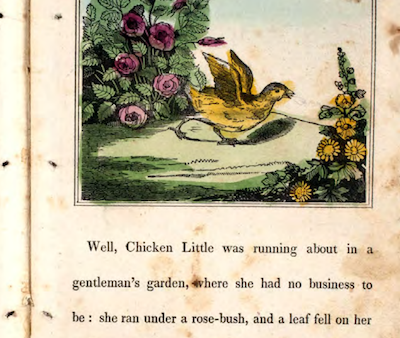 Well, Chicken Little was running about in a
gentleman's garden, where she had no business to
be : she ran under a rose-bush, and a leaf fell on her